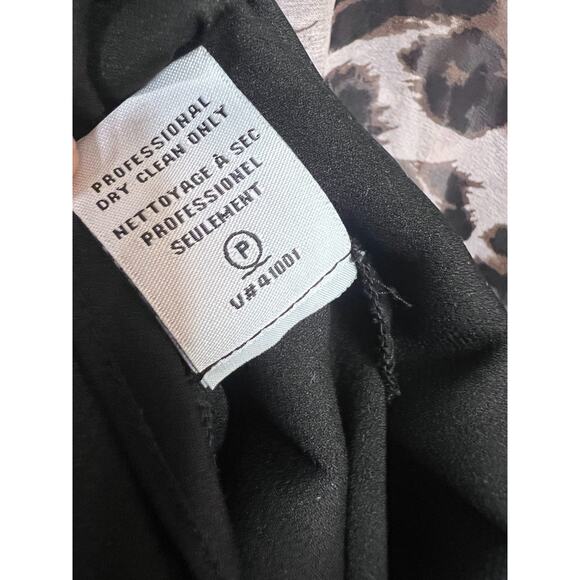 PROFESSIONAL
DRY CLEAN ONLY
NETTOYAGE À SEC
PROFESSIONEL
SEULEMENT
P
V#41001